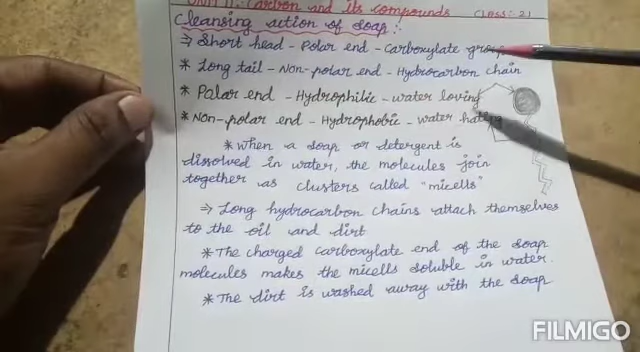 UNIT 11: Carbon and its compounds CLASS:- 21
Cleansing action of soap:-
⇒ Short head - Polar end - Carboxylate group
* Long tail - Non-polar end - Hydrocarbon chain
* Polar end - Hydrophilic - water loving
* Non-polar end - Hydrophobic - water hating
* When a soap or detergent is
dissolved in water, the molecules join
together as clusters called "micells"
⇒ Long hydrocarbon chains attach themselves
to the oil and dirt
* The charged carboxylate end of the soap
molecules makes the micells soluble in water.
* The dirt is washed away with the soap
FILMIGO